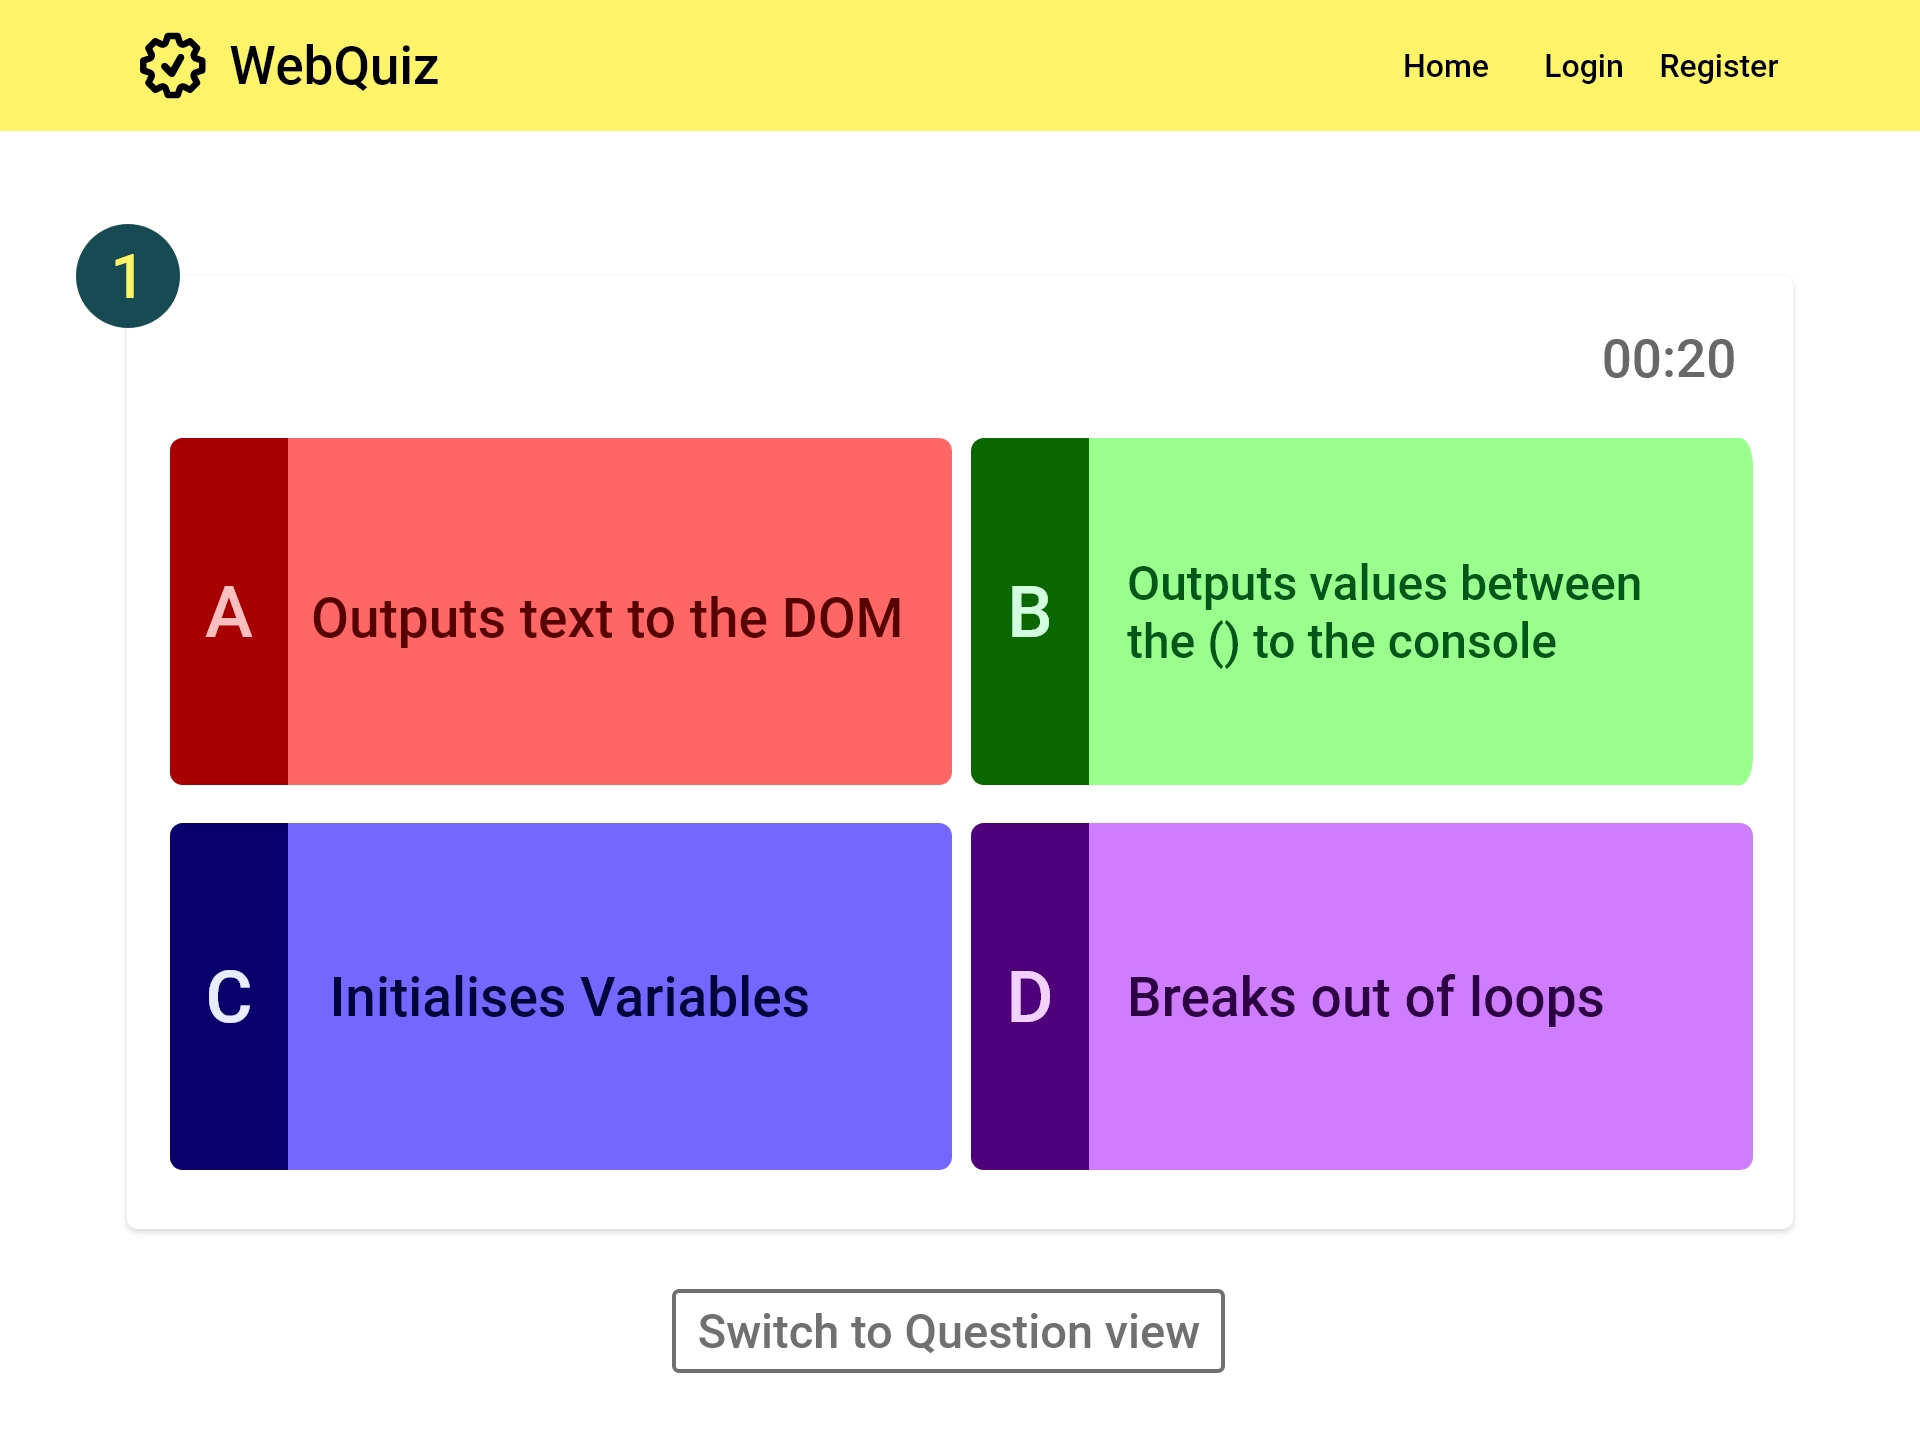 WebQuiz
Home Login Register
1
00:20
A
Outputs text to the DOM
B
Outputs values between
the () to the console
C
Initialises Variables
D
Breaks out of loops
Switch to Question view